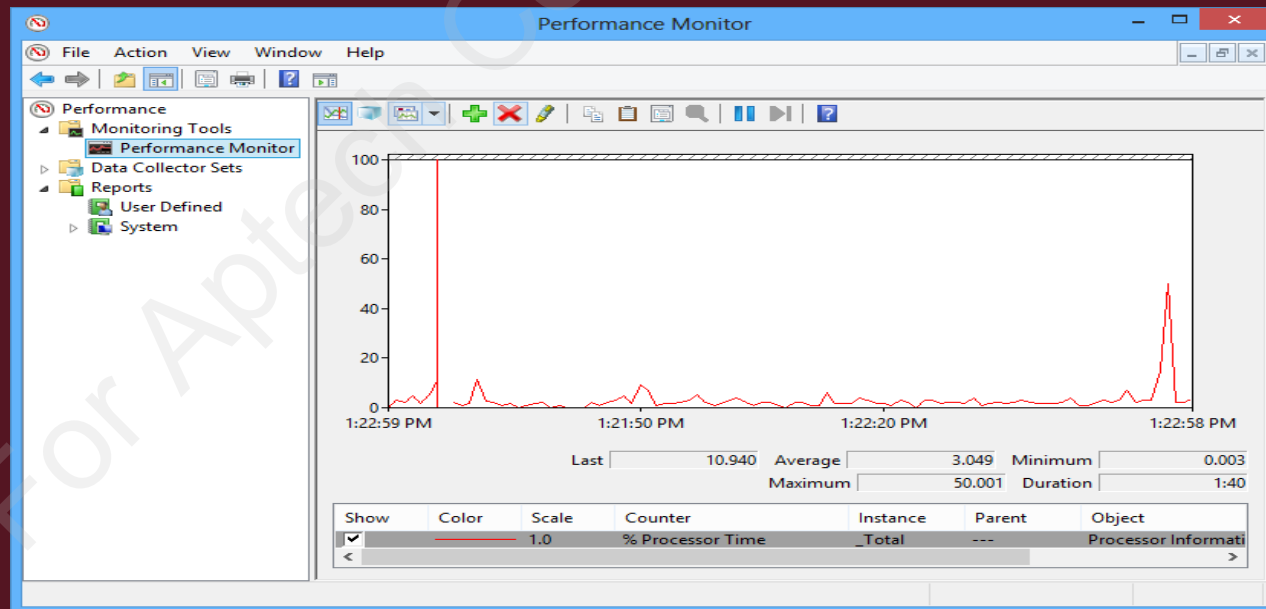 Performance Monitor
File Action View Window Help
Performance
Monitoring Tools
Performance Monitor
Data Collector Sets
Reports
User Defined
System
100
80
60
40
20
0
1:22:59 PM 1:21:50 PM 1:22:20 PM 1:22:58 PM
Last 10.940 Average 3.049 Minimum 0.003
Maximum 50.001 Duration 1:40
Show Color Scale Counter Instance Parent Object
1.0 % Processor Time _Total --- Processor Informati
For Aptech